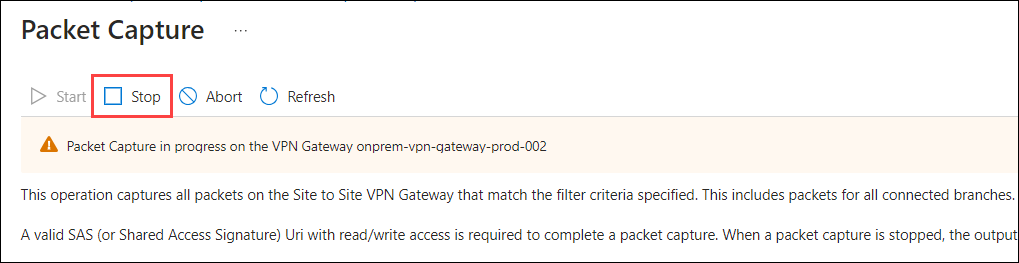 Packet Capture ...
Start Stop Abort Refresh
Packet Capture in progress on the VPN Gateway onprem-vpn-gateway-prod-002
This operation captures all packets on the Site to Site VPN Gateway that match the filter criteria specified. This includes packets for all connected branches.
A valid SAS (or Shared Access Signature) Uri with read/write access is required to complete a packet capture. When a packet capture is stopped, the output